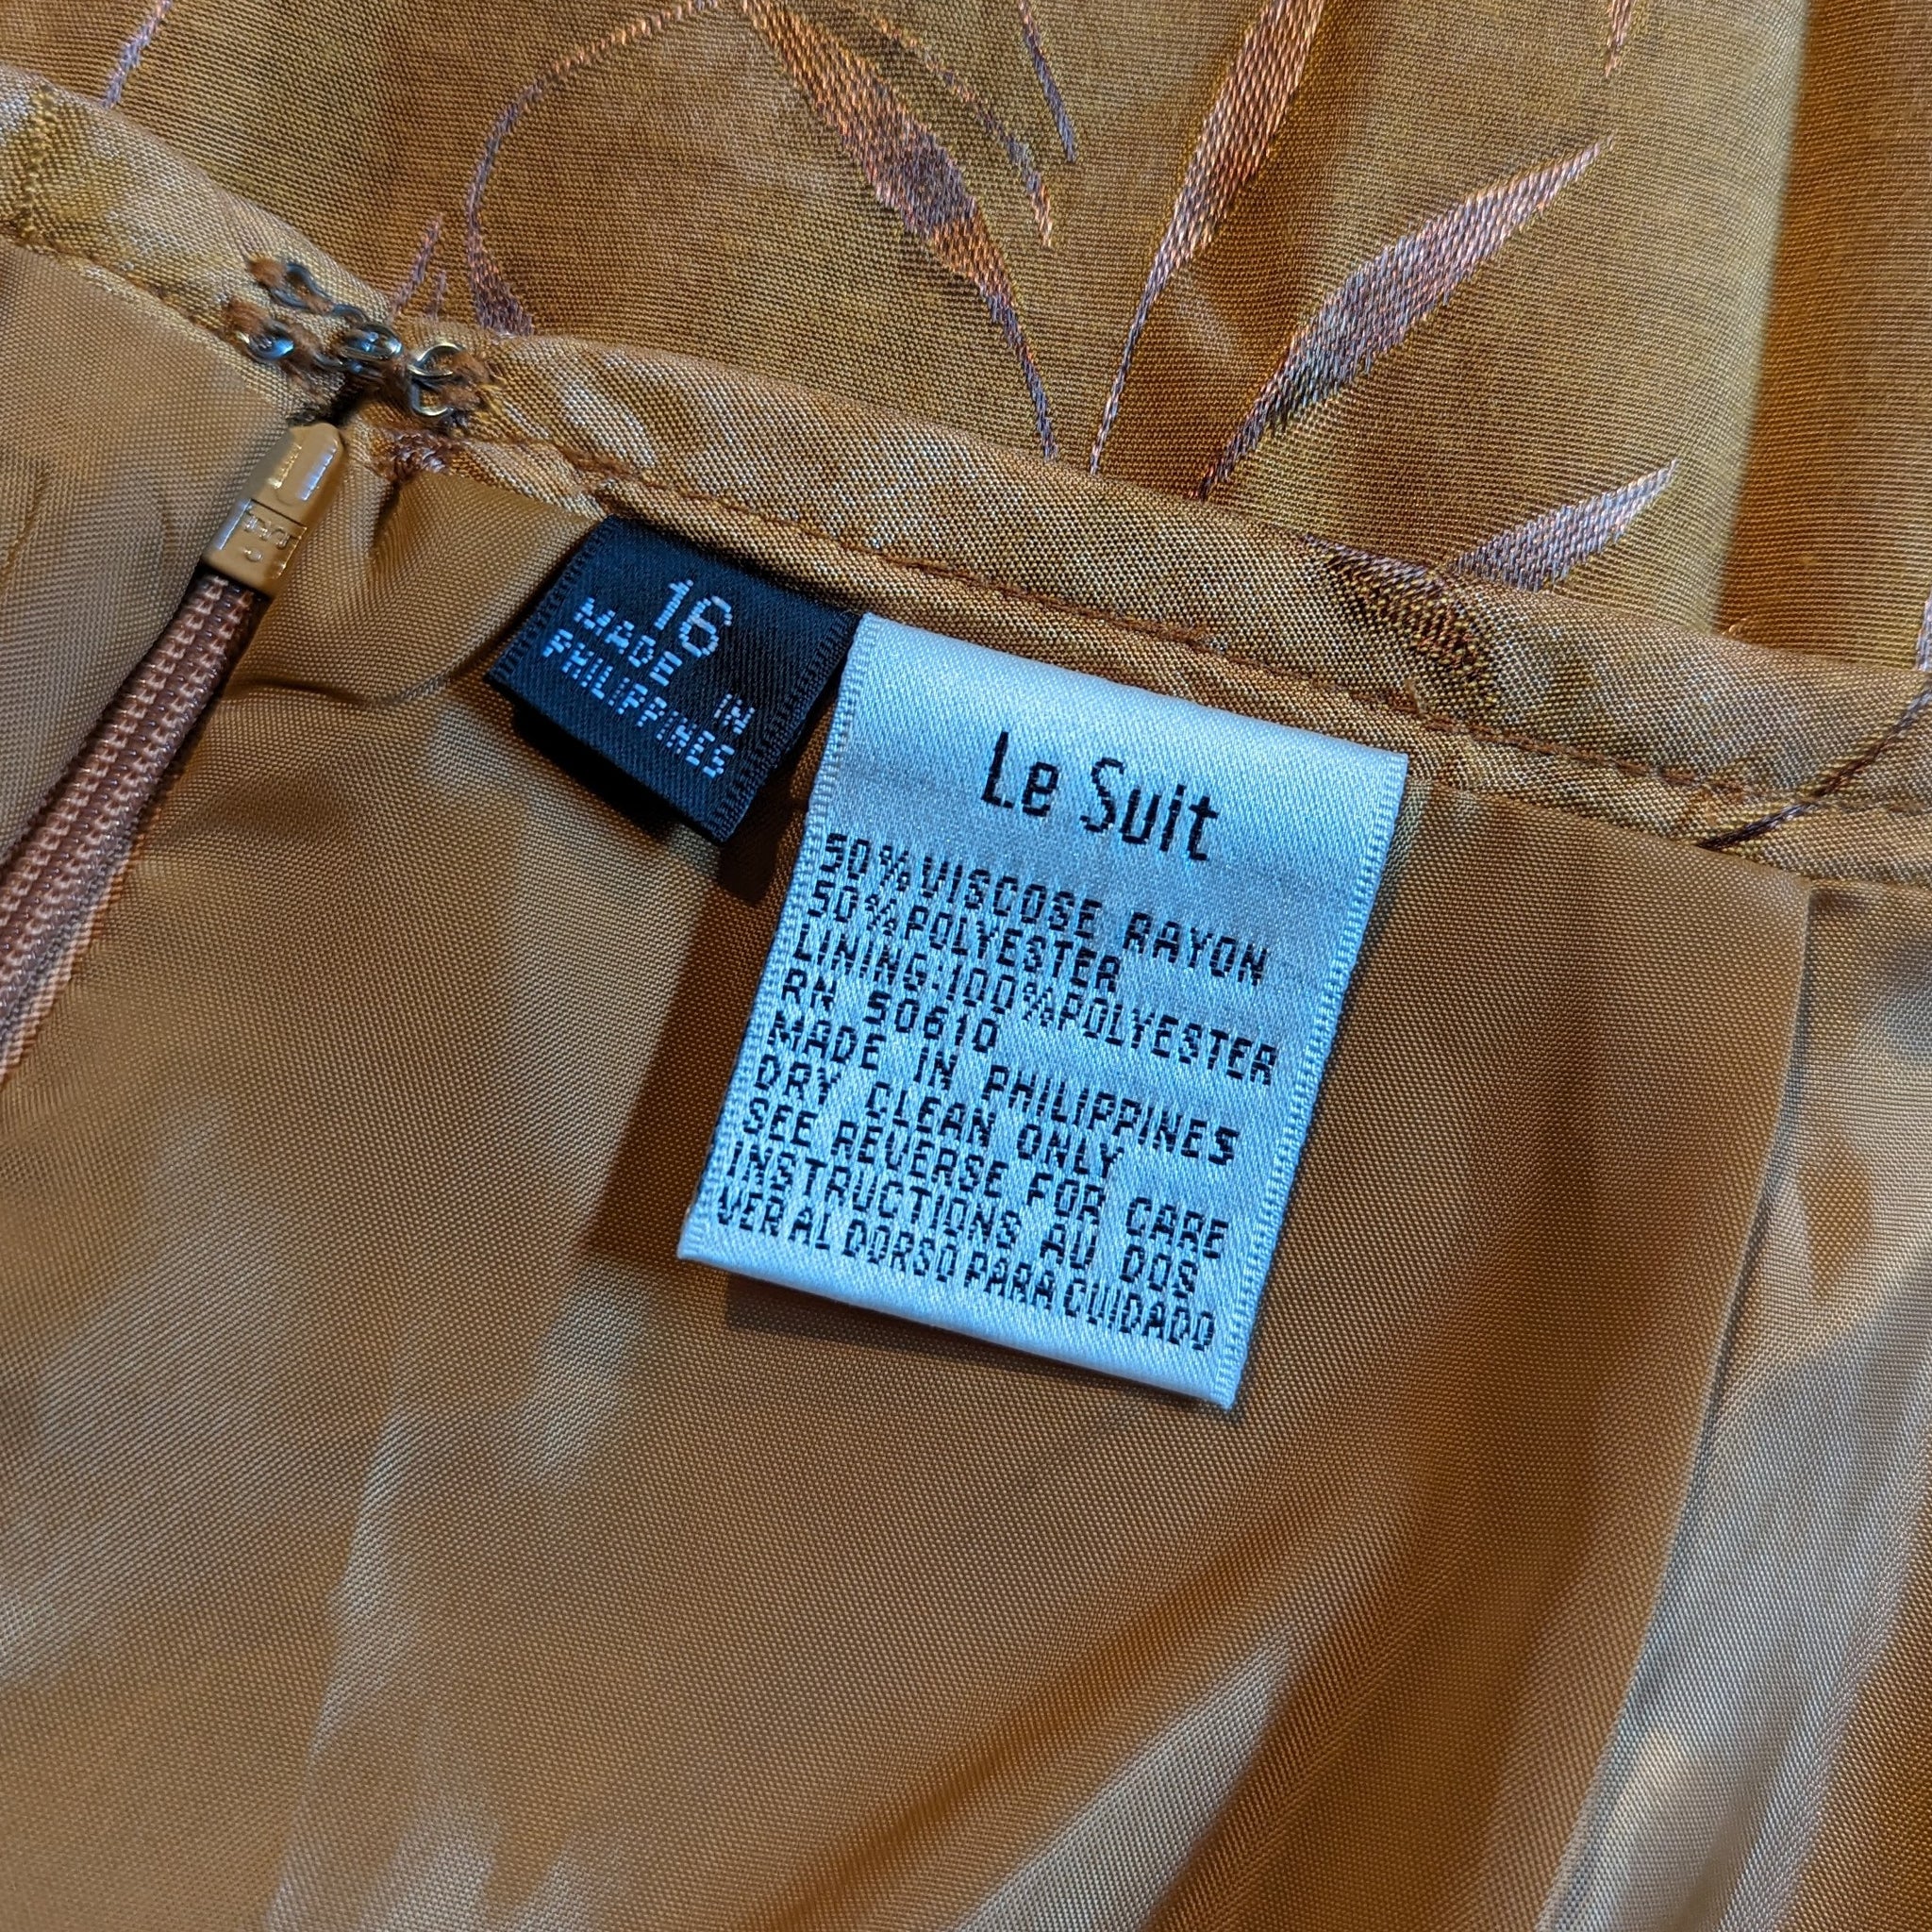 16
MADE IN
PHILIPPINES
Le Suit
50% VISCOSE RAYON
50% POLYESTER
LINING:100% POLYESTER
RN 50610
MADE IN PHILIPPINES
DRY CLEAN ONLY
SEE REVERSE FOR CARE
INSTRUCTIONS AU DOS
VER AL DORSO PARA CUIDADO